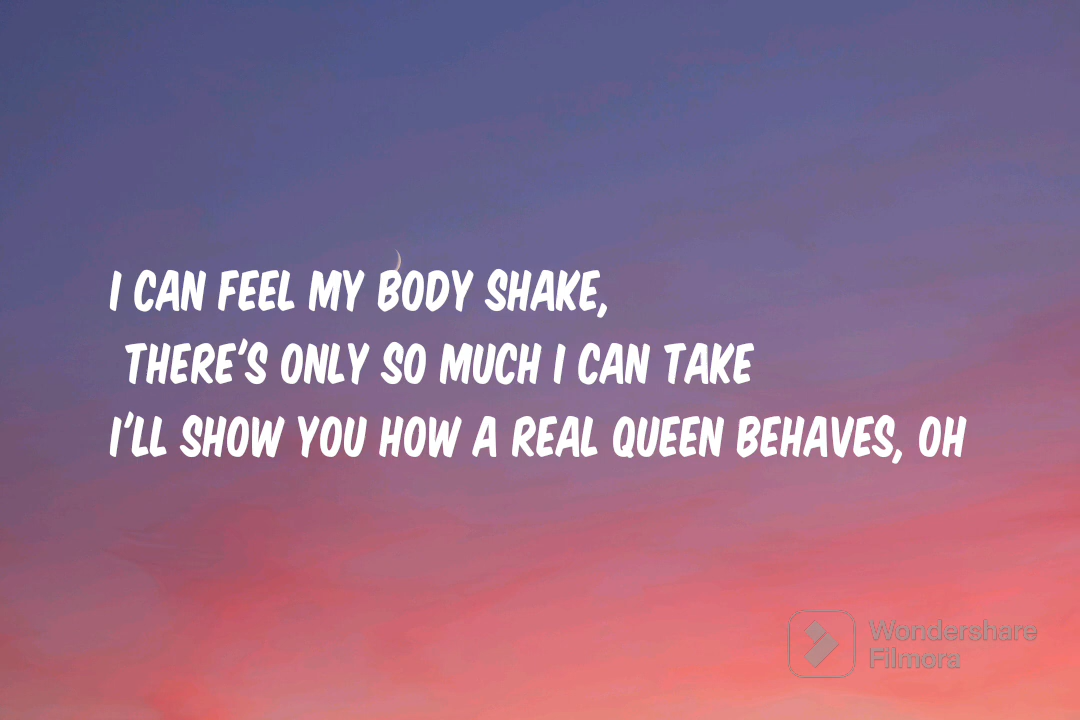 I CAN FEEL MY BODY SHAKE,
THERE'S ONLY SO MUCH I CAN TAKE
I'LL SHOW YOU HOW A REAL QUEEN BEHAVES, OH
Wondershare
Filmora